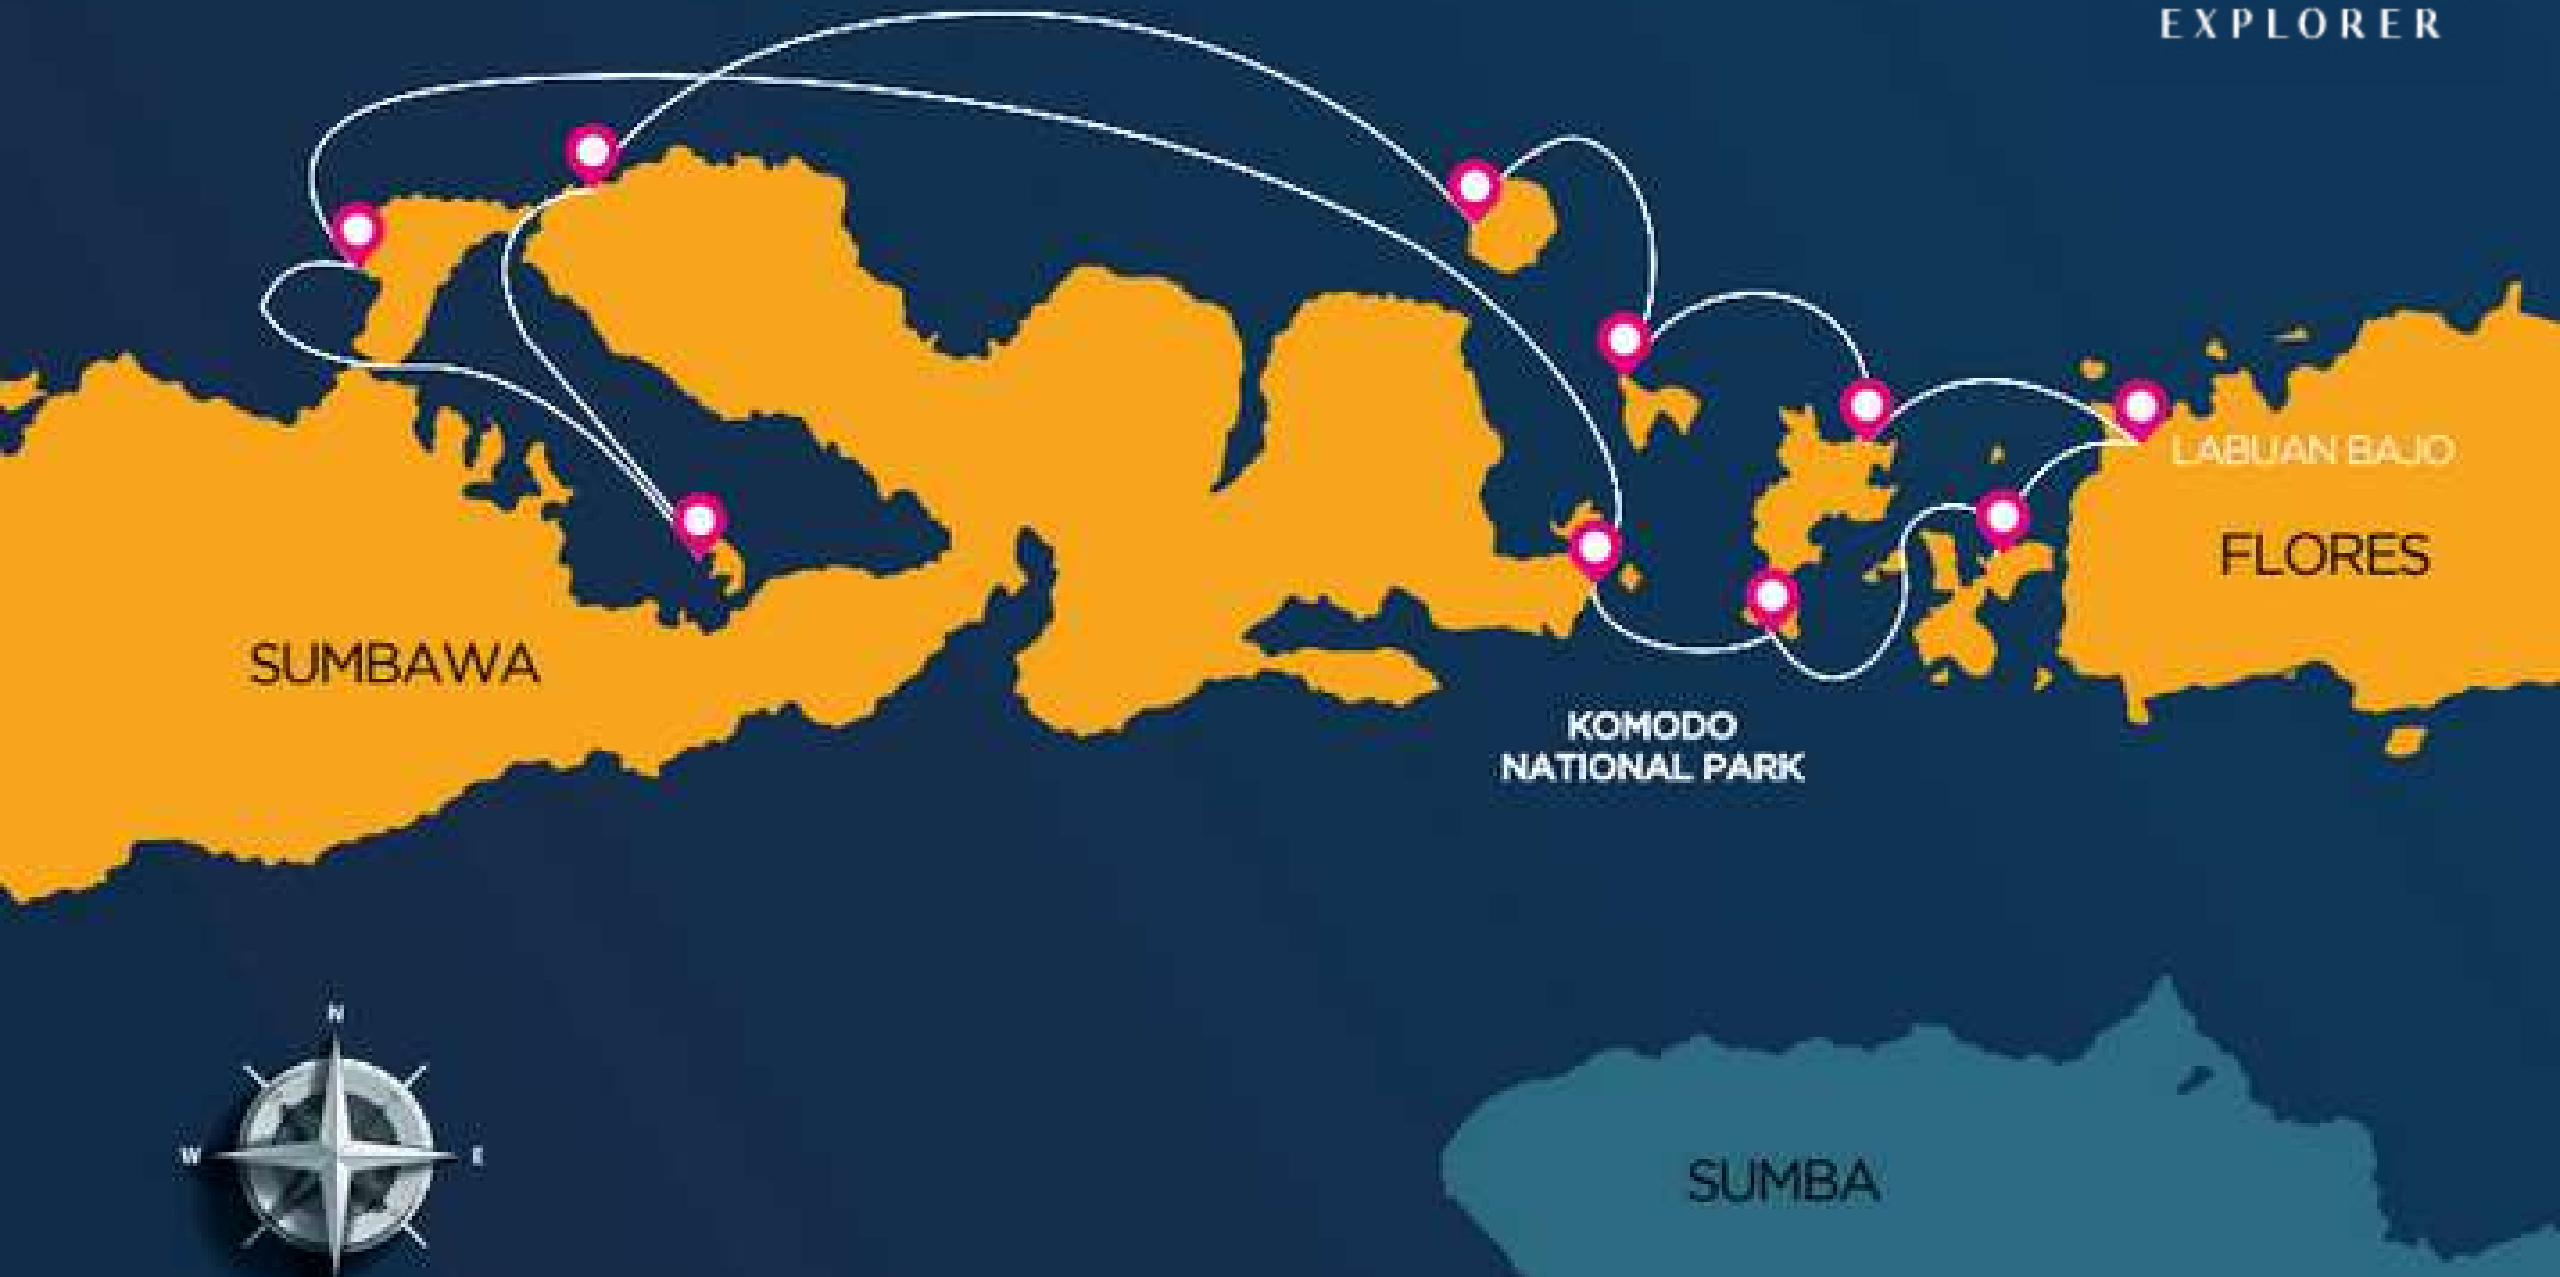 EXPLORER
LABUAN BAJO
FLORES
SUMBAWA
KOMODO
NATIONAL PARK
N
W
E
SUMBA